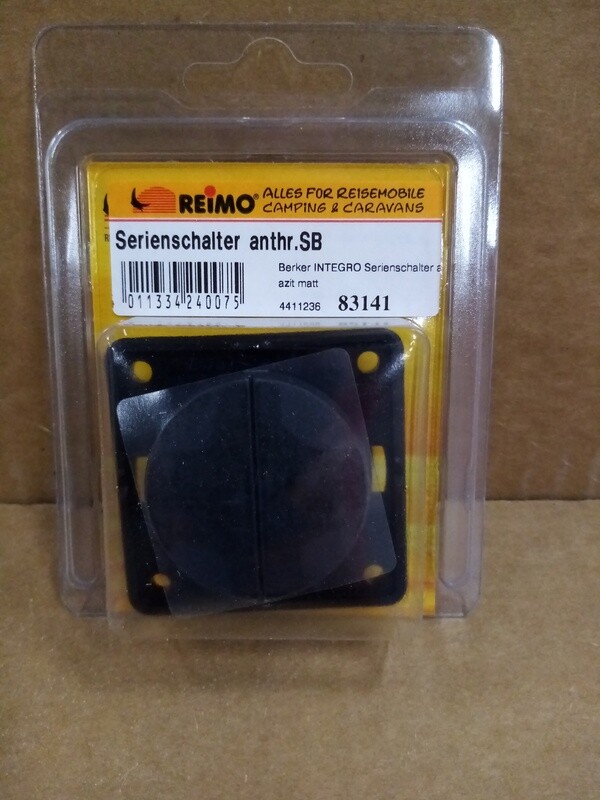 REIMO®
ALLES FÜR REISEMOBILE
CAMPING & CARAVANS
Serienschalter anthr.SB
Berker INTEGRO Serienschalter a
azit matt
011334240075
4411236 83141